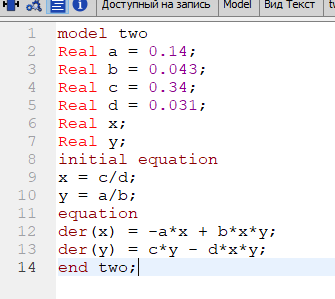 Доступный на запись Model Вид Текст
1 model two
2 Real a = 0.14;
3 Real b = 0.043;
4 Real c = 0.34;
5 Real d = 0.031;
6 Real x;
7 Real y;
8 initial equation
9 x = c/d;
10 y = a/b;
11 equation
12 der(x) = -a*x + b*x*y;
13 der(y) = c*y - d*x*y;
14 end two;